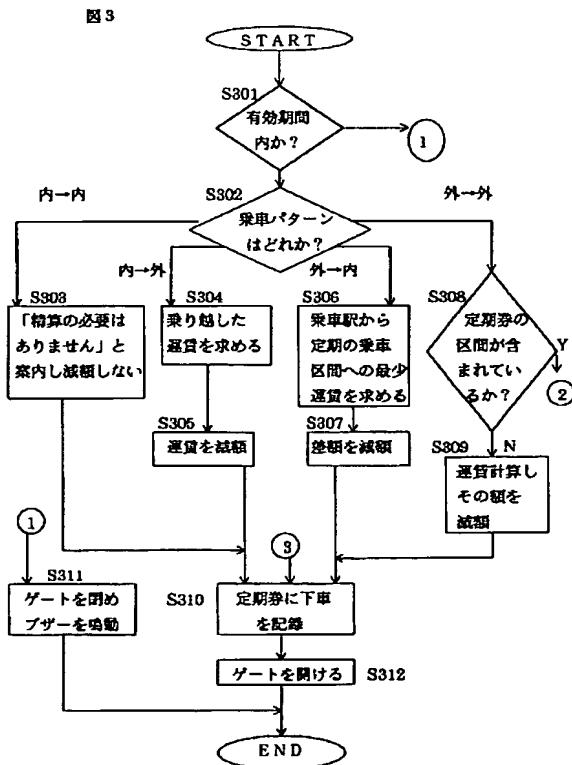 図3
START
S301
有効期間
内か?
1
S302
内→内
外→外
乗車パターン
はどれか?
内→外
外→内
S303
「精算の必要は
ありません」と
案内し減額しない
S304
乗り越した
運賃を求める
S306
乗車駅から
定期の乗車
区間への最少
運賃を求める
S308
定期券の
区間が含
まれてい
るか?
Y
2
S305
運賃を減額
S307
差額を減額
N
S309
運賃計算し
その額を
減額
1
3
S311
ゲートを閉め
ブザーを鳴動
S310
定期券に下車
を記録
ゲートを開ける
S312
END